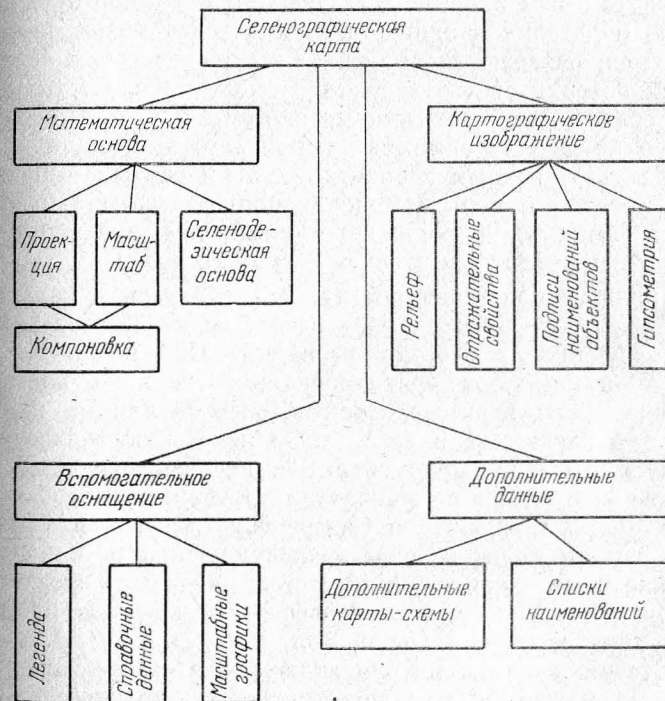 Селенографическая
карта
Математическая
основа
Картографическое
изображение
Проек-
ция
Масш-
таб
Селеноде-
зическая
основа
Компоновка
Рельеф
Отражательные
свойства
Подписи
наименований
объектов
Гипсометрия
Вспомогательное
оснащение
Дополнительные
данные
Легенда
Справочные
данные
Масштабные
графики
Дополнительные
карты-схемы
Списки
наименований